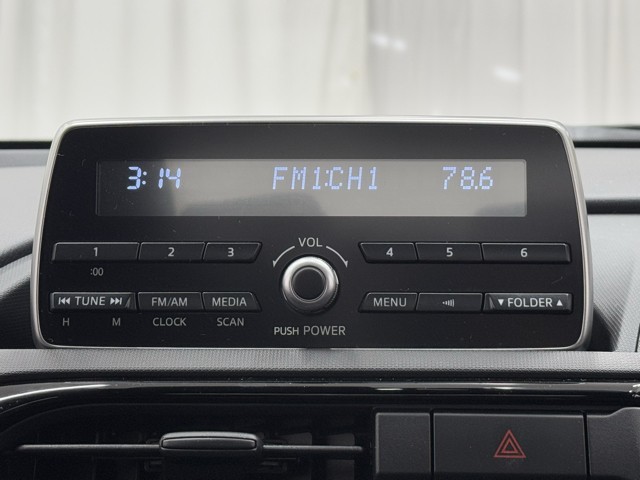 3:14 FM1:CH1 78.6
VOL
1 2 3 4 5 6
:00
⏮ TUNE ⏭ FM/AM MEDIA MENU ▼ FOLDER ▲
H M CLOCK SCAN PUSH POWER